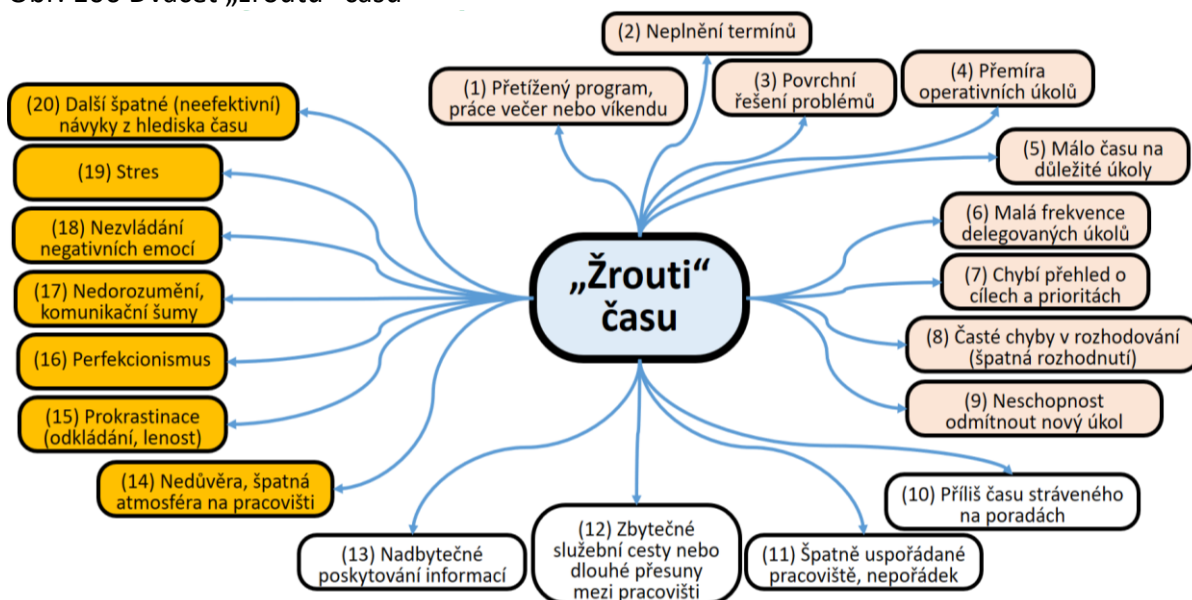 (1) Přetížený program,
práce večer nebo víkendu
(2) Neplnění termínů
(3) Povrchní
řešení problémů
(4) Přemíra
operativních úkolů
(5) Málo času na
důležité úkoly
(6) Malá frekvence
delegovaných úkolů
(7) Chybí přehled o
cílech a prioritách
(8) Časté chyby v rozhodování
(špatná rozhodnutí)
(9) Neschopnost
odmítnout nový úkol
(10) Příliš času stráveného
na poradách
(11) Špatně uspořádané
pracoviště, nepořádek
(12) Zbytečné
služební cesty nebo
dlouhé přesuny
mezi pracovišti
(13) Nadbytečné
poskytování informací
(14) Nedůvěra, špatná
atmosféra na pracovišti
(15) Prokrastinace
(odkládání, lenost)
(16) Perfekcionismus
(17) Nedorozumění,
komunikační šumy
(18) Nezvládání
negativních emocí
(19) Stres
(20) Další špatné (neefektivní)
návyky z hlediska času
„Žrouti“
času